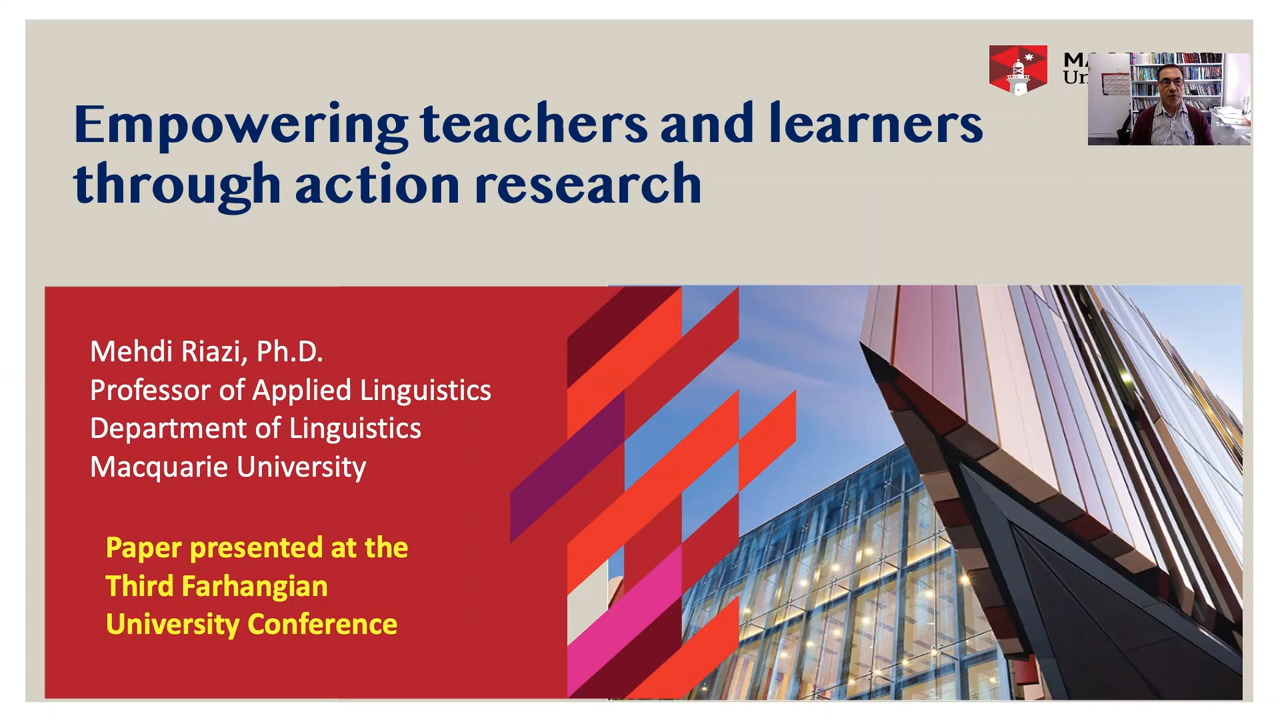 Empowering teachers and learners
through action research
Mehdi Riazi, Ph.D.
Professor of Applied Linguistics
Department of Linguistics
Macquarie University
Paper presented at the
Third Farhangian
University Conference